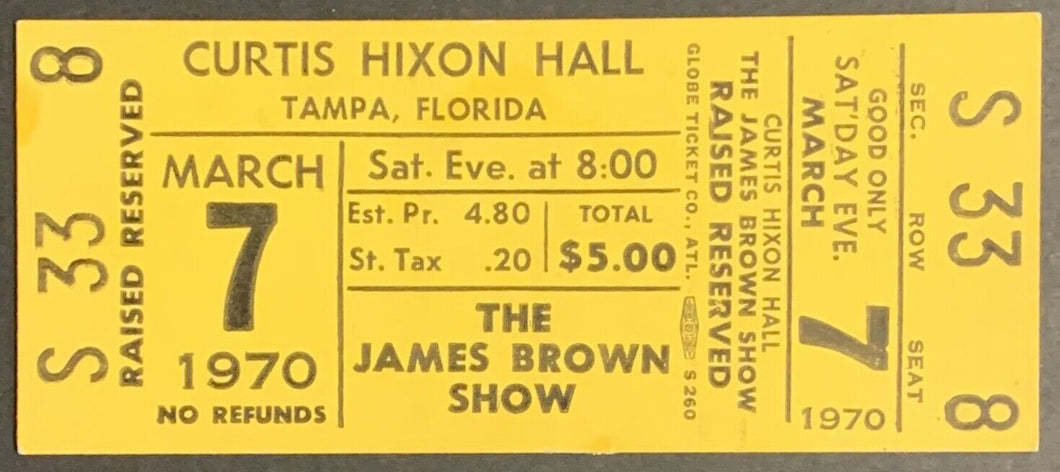 S 33 8
RAISED RESERVED
CURTIS HIXON HALL
TAMPA, FLORIDA
MARCH
7
1970
NO REFUNDS
Sat. Eve. at 8:00
Est. Pr. 4.80
St. Tax .20
TOTAL
$5.00
THE
JAMES BROWN
SHOW
GLOBE TICKET CO., ATL. S 260
RAISED RESERVED
THE JAMES BROWN SHOW
CURTIS HIXON HALL
MARCH
7
1970
SAT'DAY EVE.
GOOD ONLY
SEC. ROW SEAT
S 33 8